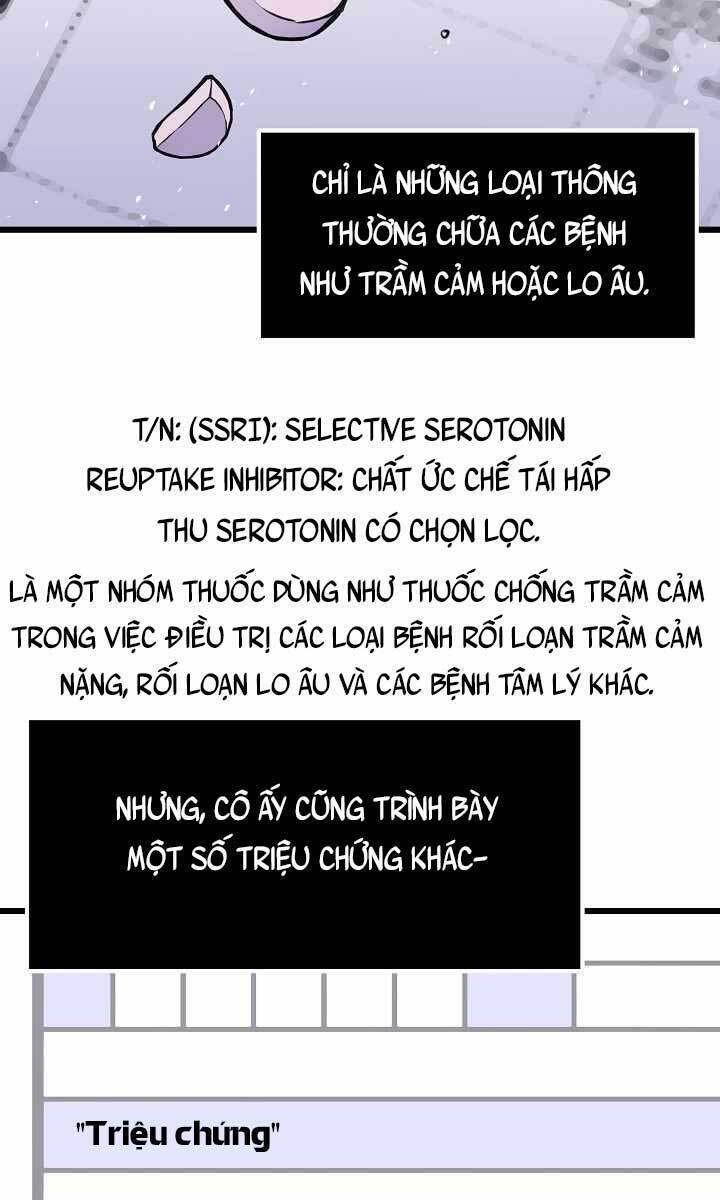 CHỈ LÀ NHỮNG LOẠI THÔNG
THƯỜNG CHỮA CÁC BỆNH
NHƯ TRẦM CẢM HOẶC LO ÂU.
T/N: (SSRI): SELECTIVE SEROTONIN
REUPTAKE INHIBITOR: CHẤT ỨC CHẾ TÁI HẤP
THU SEROTONIN CÓ CHỌN LỌC.
LÀ MỘT NHÓM THUỐC DÙNG NHƯ THUỐC CHỐNG TRẦM CẢM
TRONG VIỆC ĐIỀU TRỊ CÁC LOẠI BỆNH RỐI LOẠN TRẦM CẢM
NẶNG, RỐI LOẠN LO ÂU VÀ CÁC BỆNH TÂM LÝ KHÁC.
NHƯNG, CÔ ẤY CŨNG TRÌNH BÀY
MỘT SỐ TRIỆU CHỨNG KHÁC-
"Triệu chứng"